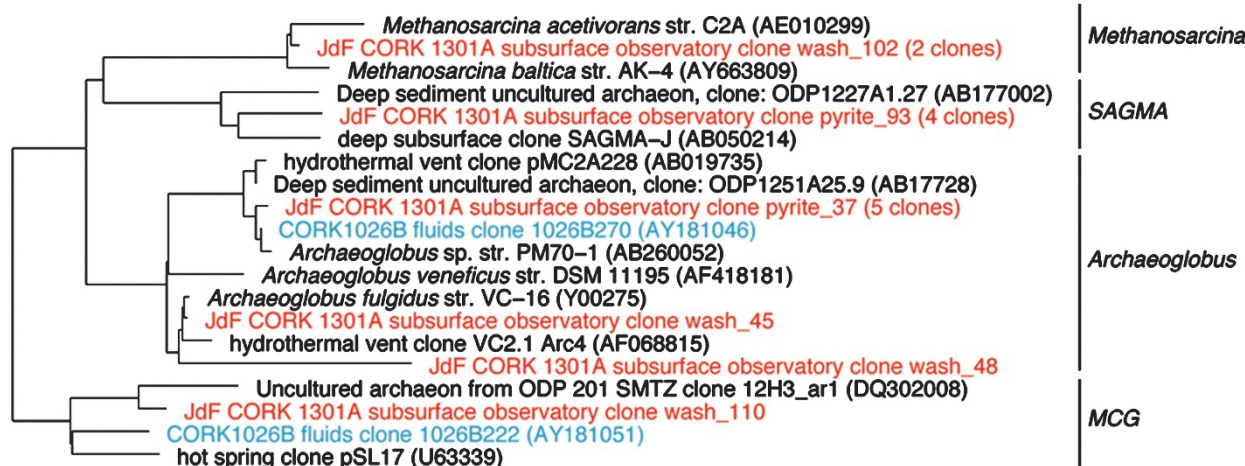 Methanosarcina acetivorans str. C2A (AE010299)
JdF CORK 1301A subsurface observatory clone wash_102 (2 clones)
Methanosarcina baltica str. AK−4 (AY663809)
Methanosarcina
Deep sediment uncultured archaeon, clone: ODP1227A1.27 (AB177002)
JdF CORK 1301A subsurface observatory clone pyrite_93 (4 clones)
deep subsurface clone SAGMA−J (AB050214)
SAGMA
hydrothermal vent clone pMC2A228 (AB019735)
Deep sediment uncultured archaeon, clone: ODP1251A25.9 (AB17728)
JdF CORK 1301A subsurface observatory clone pyrite_37 (5 clones)
CORK1026B fluids clone 1026B270 (AY181046)
Archaeoglobus sp. str. PM70−1 (AB260052)
Archaeoglobus veneficus str. DSM 11195 (AF418181)
Archaeoglobus fulgidus str. VC−16 (Y00275)
JdF CORK 1301A subsurface observatory clone wash_45
hydrothermal vent clone VC2.1 Arc4 (AF068815)
JdF CORK 1301A subsurface observatory clone wash_48
Archaeoglobus
Uncultured archaeon from ODP 201 SMTZ clone 12H3_ar1 (DQ302008)
JdF CORK 1301A subsurface observatory clone wash_110
CORK1026B fluids clone 1026B222 (AY181051)
hot spring clone pSL17 (U63339)
MCG